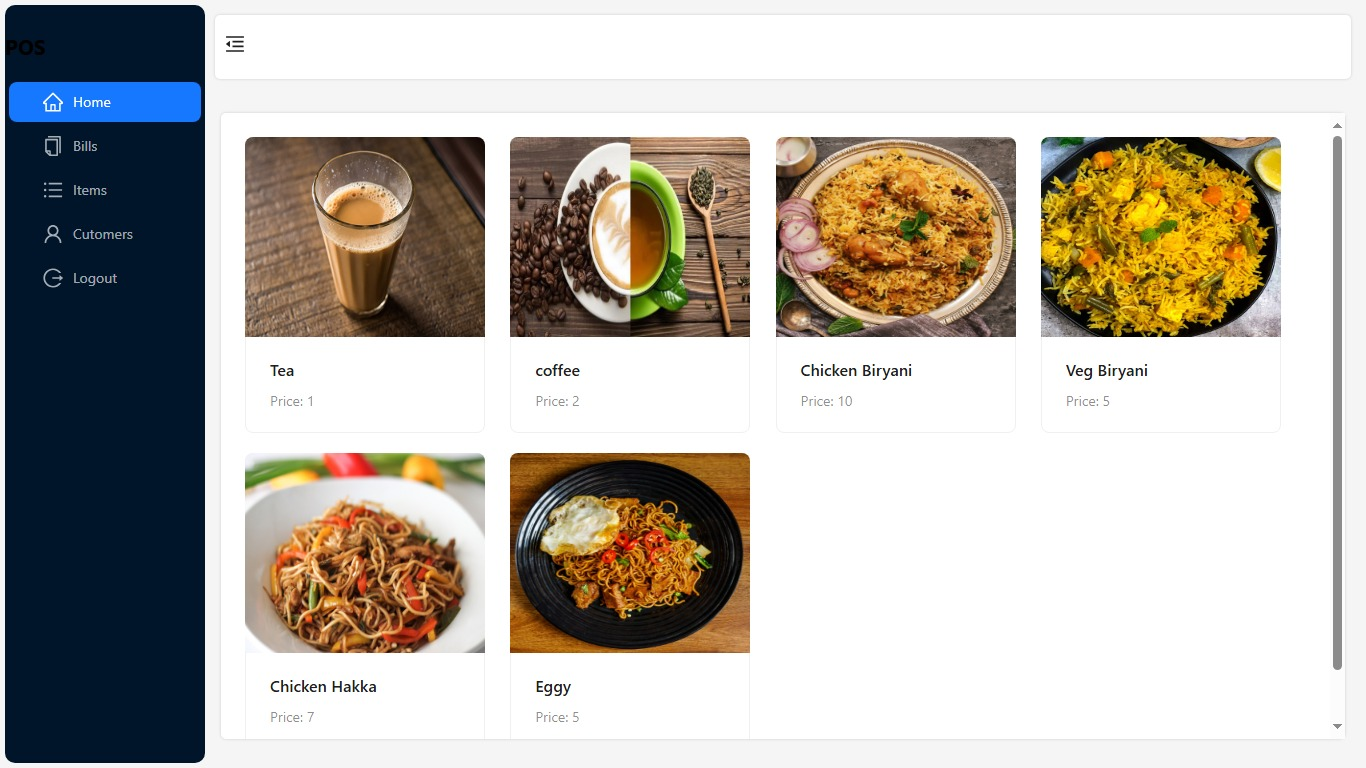 POS
Home
Bills
Items
Cutomers
Logout
Tea
Price: 1
coffee
Price: 2
Chicken Biryani
Price: 10
Veg Biryani
Price: 5
Chicken Hakka
Price: 7
Eggy
Price: 5